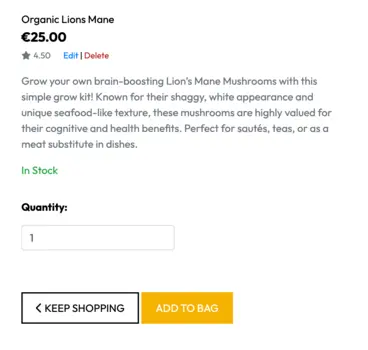 Organic Lions Mane
€25.00
4.50 Edit | Delete
Grow your own brain-boosting Lion's Mane Mushrooms with this
simple grow kit! Known for their shaggy, white appearance and
unique seafood-like texture, these mushrooms are highly valued for
their cognitive and health benefits. Perfect for sautés, teas, or as a
meat substitute in dishes.
In Stock
Quantity:
1
KEEP SHOPPING ADD TO BAG